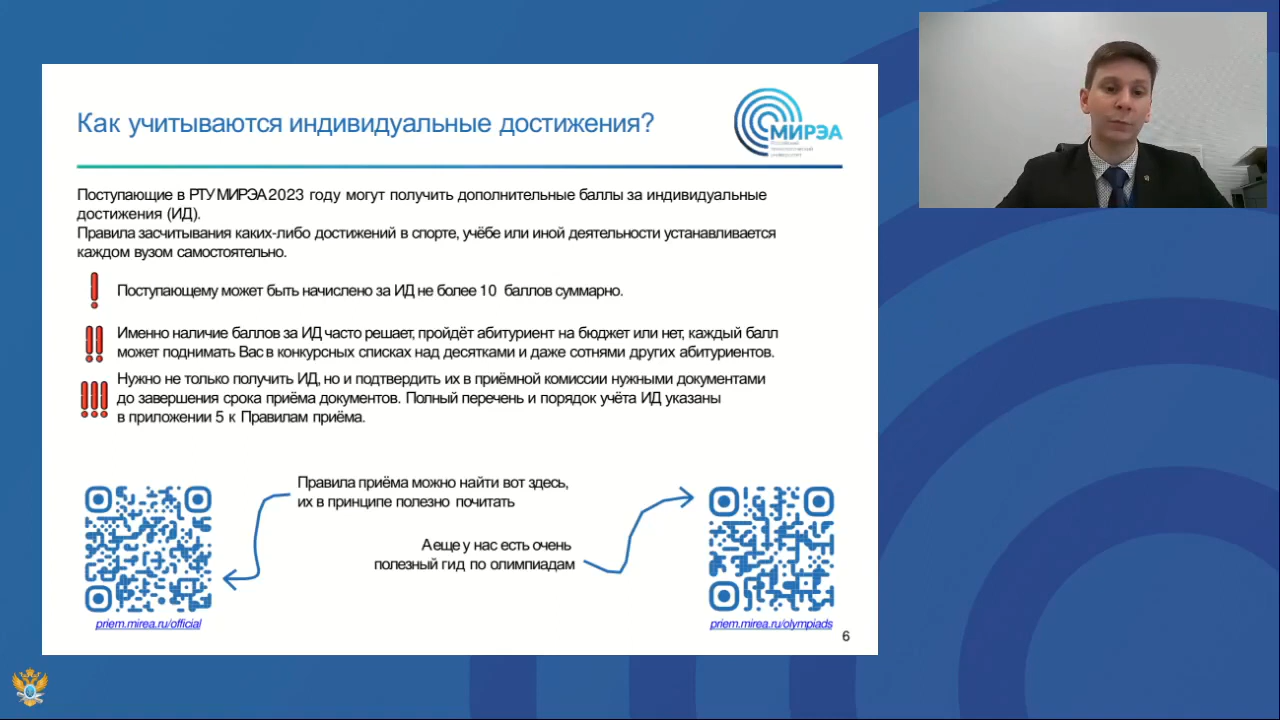 Как учитываются индивидуальные достижения?
МИРЭА
Российский
технологический
университет
Поступающие в РТУ МИРЭА 2023 году могут получить дополнительные баллы за индивидуальные
достижения (ИД).
Правила засчитывания каких-либо достижений в спорте, учёбе или иной деятельности устанавливается
каждом вузом самостоятельно.
Поступающему может быть начислено за ИД не более 10 баллов суммарно.
Именно наличие баллов за ИД часто решает, пройдёт абитуриент на бюджет или нет, каждый балл
может поднимать Вас в конкурсных списках над десятками и даже сотнями других абитуриентов.
Нужно не только получить ИД, но и подтвердить их в приёмной комиссии нужными документами
до завершения срока приёма документов. Полный перечень и порядок учёта ИД указаны
в приложении 5 к Правилам приёма.
Правила приёма можно найти вот здесь,
их в принципе полезно почитать
А еще у нас есть очень
полезный гид по олимпиадам
priem.mirea.ru/official
priem.mirea.ru/olympiads
6